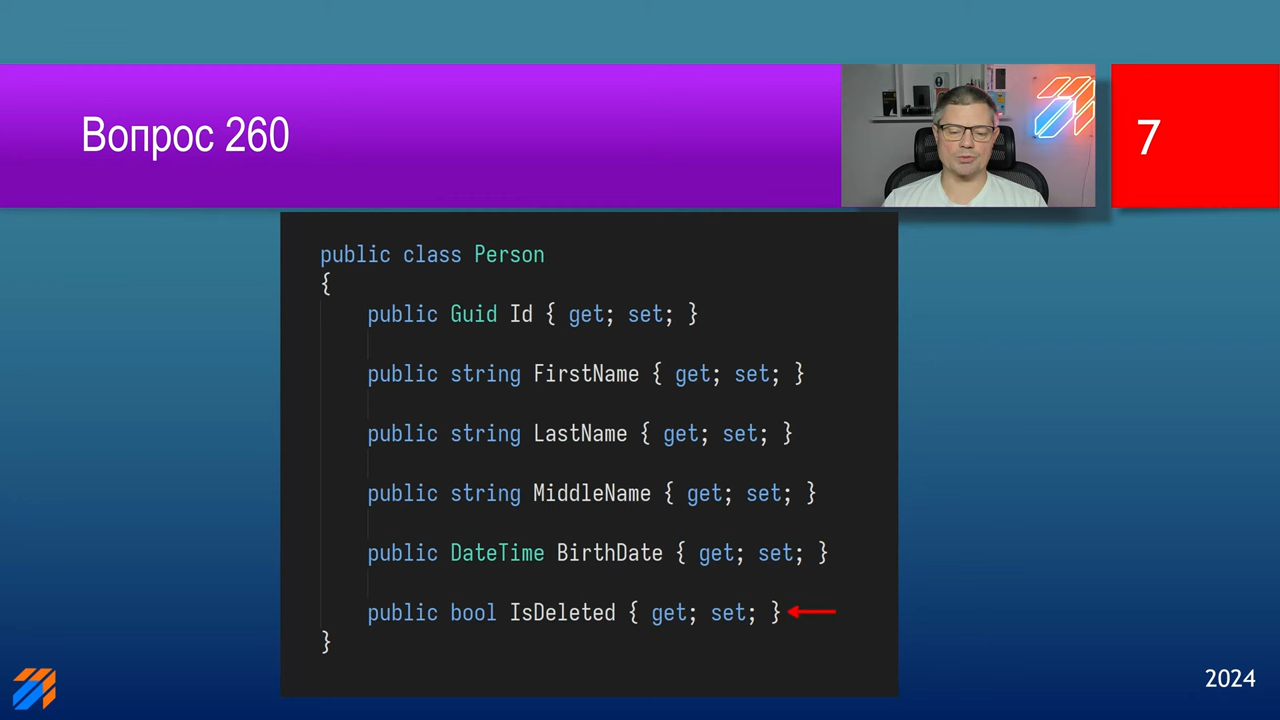 Вопрос 260
7
public class Person
{
public Guid Id { get; set; }
public string FirstName { get; set; }
public string LastName { get; set; }
public string MiddleName { get; set; }
public DateTime BirthDate { get; set; }
public bool IsDeleted { get; set; }
}
2024